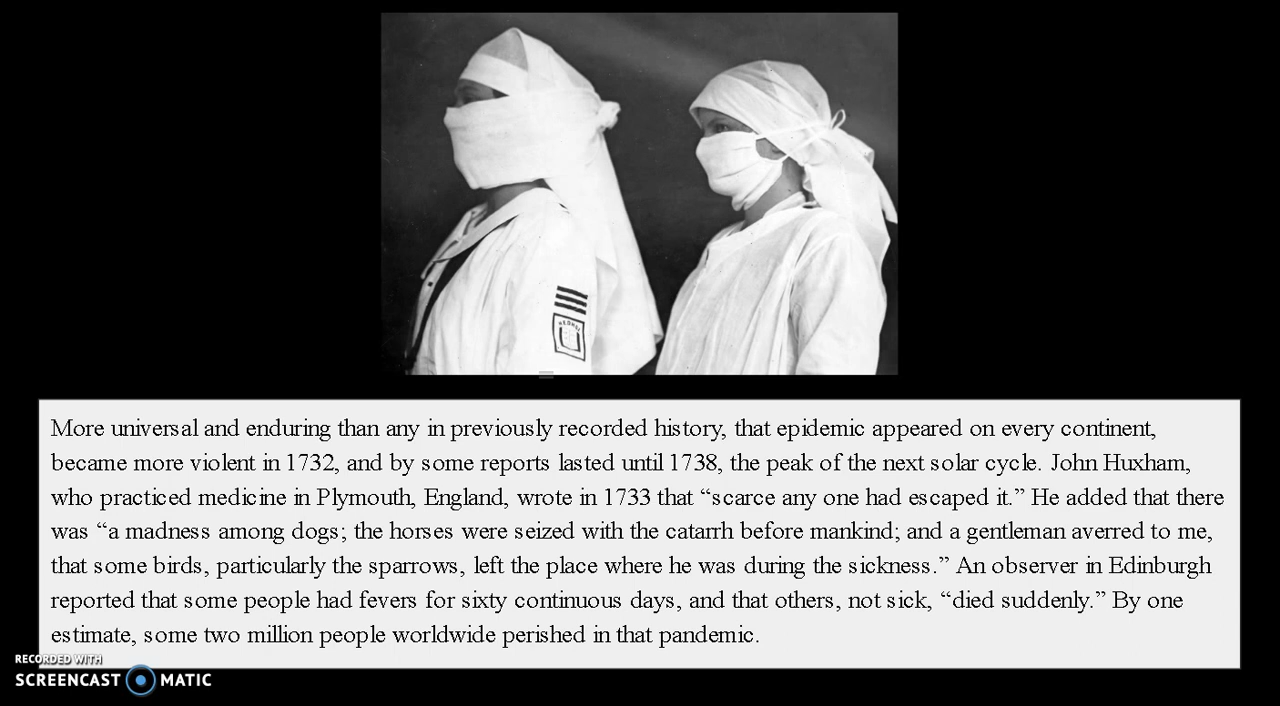 More universal and enduring than any in previously recorded history, that epidemic appeared on every continent,
became more violent in 1732, and by some reports lasted until 1738, the peak of the next solar cycle. John Huxham,
who practiced medicine in Plymouth, England, wrote in 1733 that “scarce any one had escaped it.” He added that there
was “a madness among dogs; the horses were seized with the catarrh before mankind; and a gentleman averred to me,
that some birds, particularly the sparrows, left the place where he was during the sickness.” An observer in Edinburgh
reported that some people had fevers for sixty continuous days, and that others, not sick, “died suddenly.” By one
estimate, some two million people worldwide perished in that pandemic.
RECORDED WITH
SCREENCAST MATIC